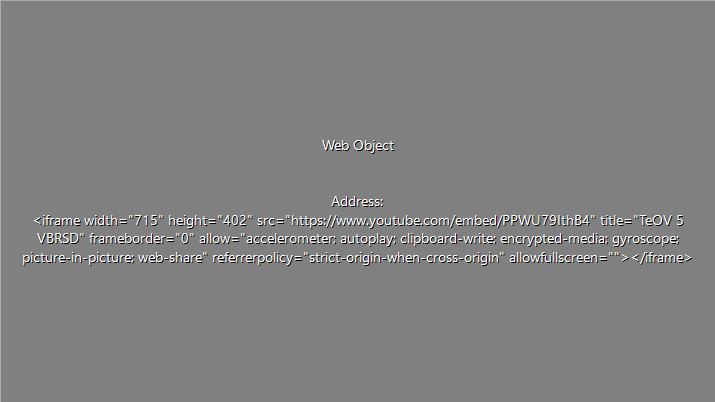 Web Object
Address:
<iframe width="715" height="402" src="https://www.youtube.com/embed/PPWU79IthB4" title="TeOV 5
VBRSD" frameborder="0" allow="accelerometer; autoplay; clipboard-write; encrypted-media; gyroscope;
picture-in-picture; web-share" referrerpolicy="strict-origin-when-cross-origin" allowfullscreen=""></iframe>